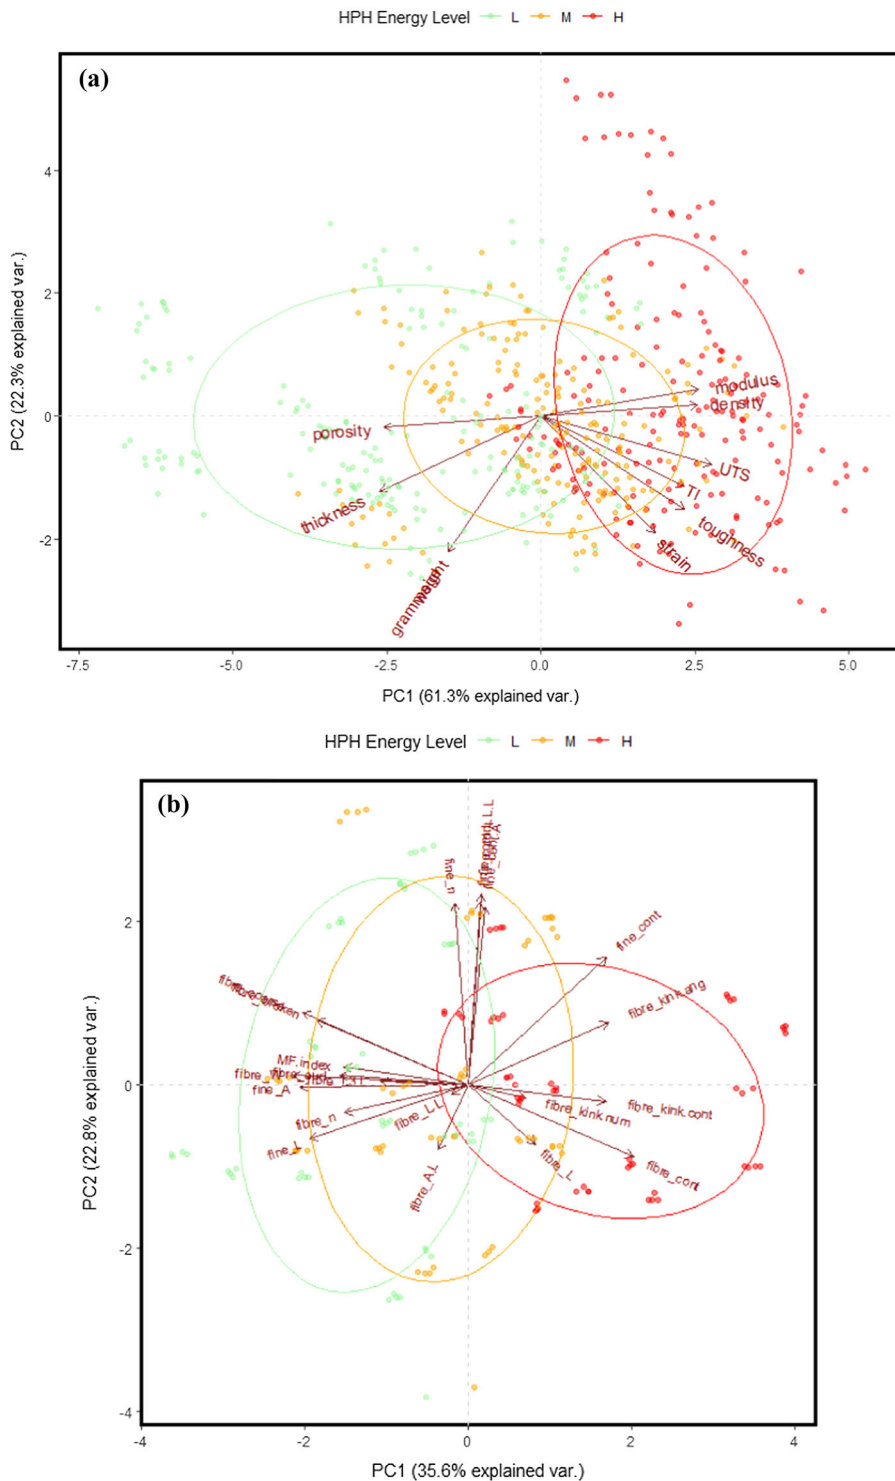 HPH Energy Level L M H
(a)
4
2
0
-2
PC2 (22.3% explained var.)
modulus
density
porosity
UTS
TI
thickness
toughness
strain
weight
-7.5 -5.0 -2.5 0.0 2.5 5.0
PC1 (61.3% explained var.)
HPH Energy Level L M H
(b)
2
0
-2
-4
PC2 (22.8% explained var.)
fine_n
fine_cont.A
fine_cont
fibre_kink.ang
MF.index
fine_A
fibre_kink.cont
fibre_kink.num
fibre_n
fibre_L.L
fine_L
fibre_L
fibre_cont
fibre_A.L
-4 -2 0 2 4
PC1 (35.6% explained var.)